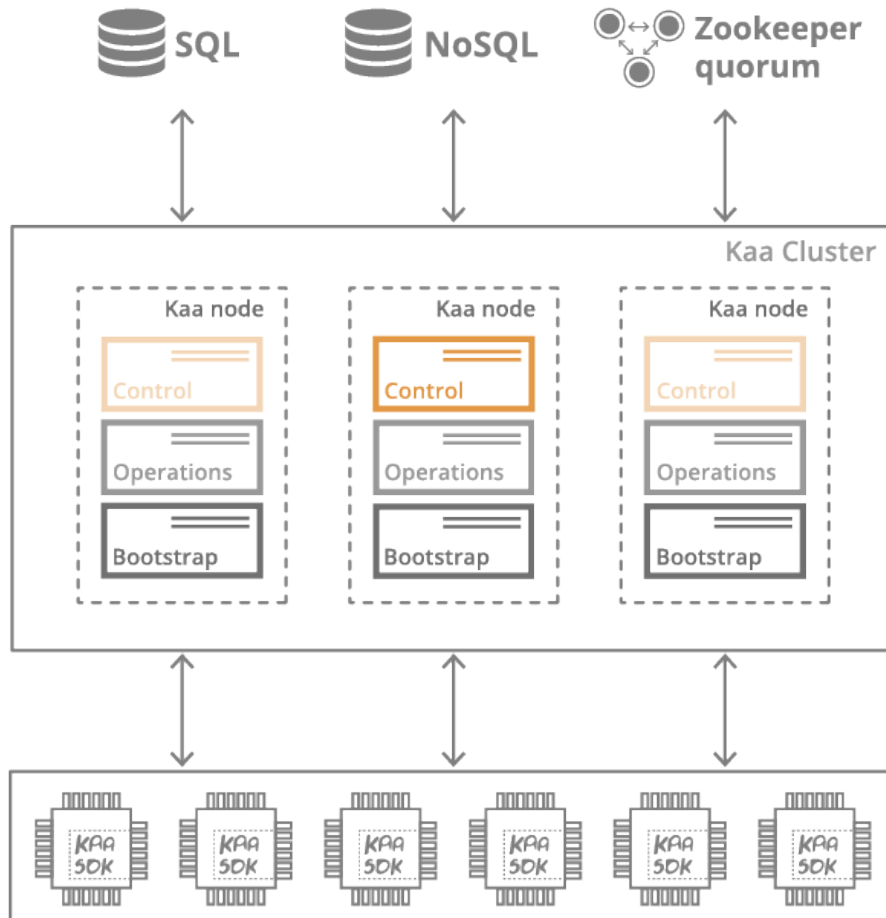 SQL
NoSQL
Zookeeper
quorum
Kaa Cluster
Kaa node
Control
Operations
Bootstrap
Kaa node
Control
Operations
Bootstrap
Kaa node
Control
Operations
Bootstrap
KAA
SDK
KAA
SDK
KAA
SDK
KAA
SDK
KAA
SDK
KAA
SDK